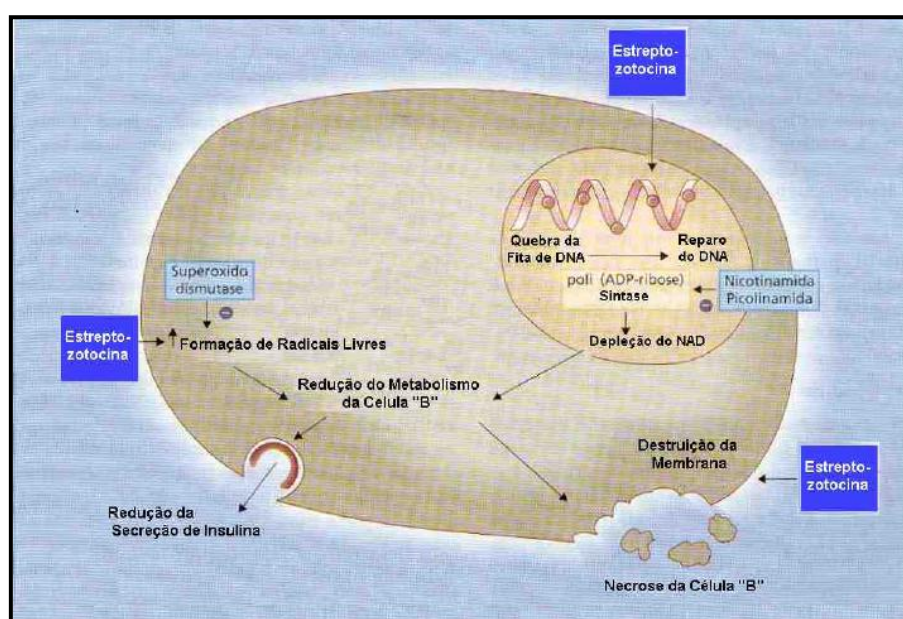 Estrepto-
zotocina
Quebra da
Fita de DNA
Reparo
do DNA
poli (ADP-ribose)
Sintase
Nicotinamida
Picolinamida
Depleção do NAD
Superoxido
dismutase
Estrepto-
zotocina
Formação de Radicais Livres
Redução do Metabolismo
da Celula "B"
Destruição da
Membrana
Estrepto-
zotocina
Redução da
Secreção de Insulina
Necrose da Célula "B"